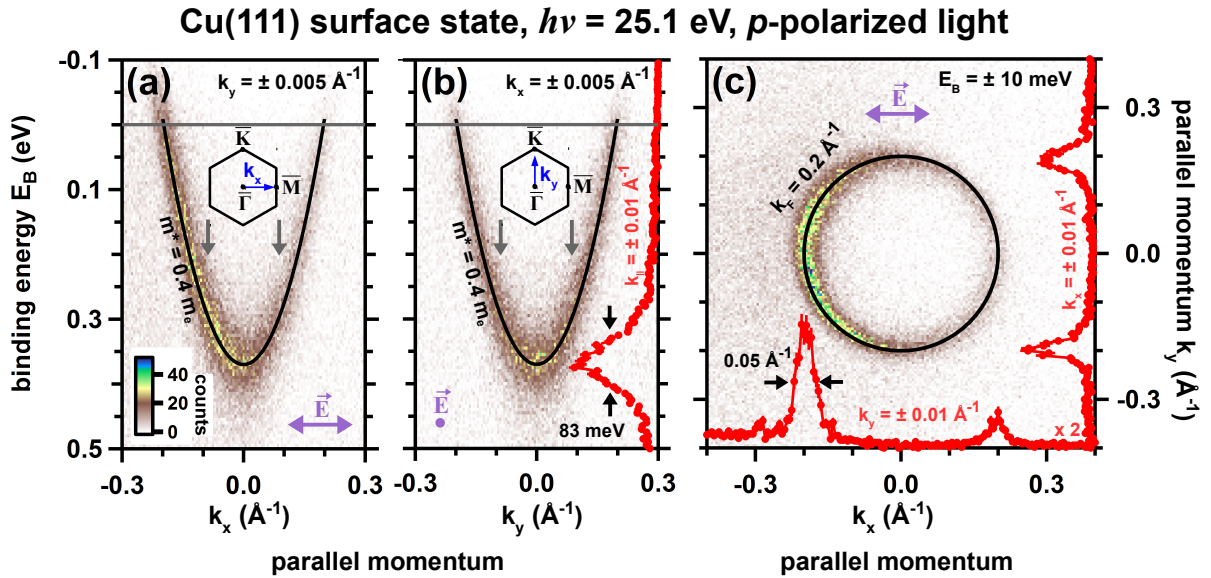 Cu(111) surface state, hν = 25.1 eV, p-polarized light
binding energy E_B (eV)
-0.1
0.1
0.3
0.5
(a)
k_y = ± 0.005 Å⁻¹
K̅
k_x
M̅
Γ̅
m* = 0.4 m_e
40
20
0
counts
E⃗
-0.3
0.0
0.3
k_x (Å⁻¹)
(b)
k_x = ± 0.005 Å⁻¹
K̅
k_y
M̅
Γ̅
m* = 0.4 m_e
k_|| = ± 0.01 Å⁻¹
E⃗
83 meV
-0.3
0.0
0.3
k_y (Å⁻¹)
parallel momentum
(c)
E_B = ± 10 meV
E⃗
k_F = 0.2 Å⁻¹
0.05 Å⁻¹
k_y = ± 0.01 Å⁻¹
k_x = ± 0.01 Å⁻¹
x 2
0.3
0.0
-0.3
parallel momentum k_y (Å⁻¹)
-0.3
0.0
0.3
k_x (Å⁻¹)
parallel momentum